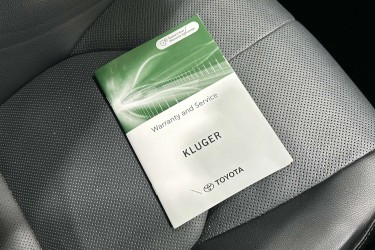 Warranty and Service
KLUGER
TOYOTA